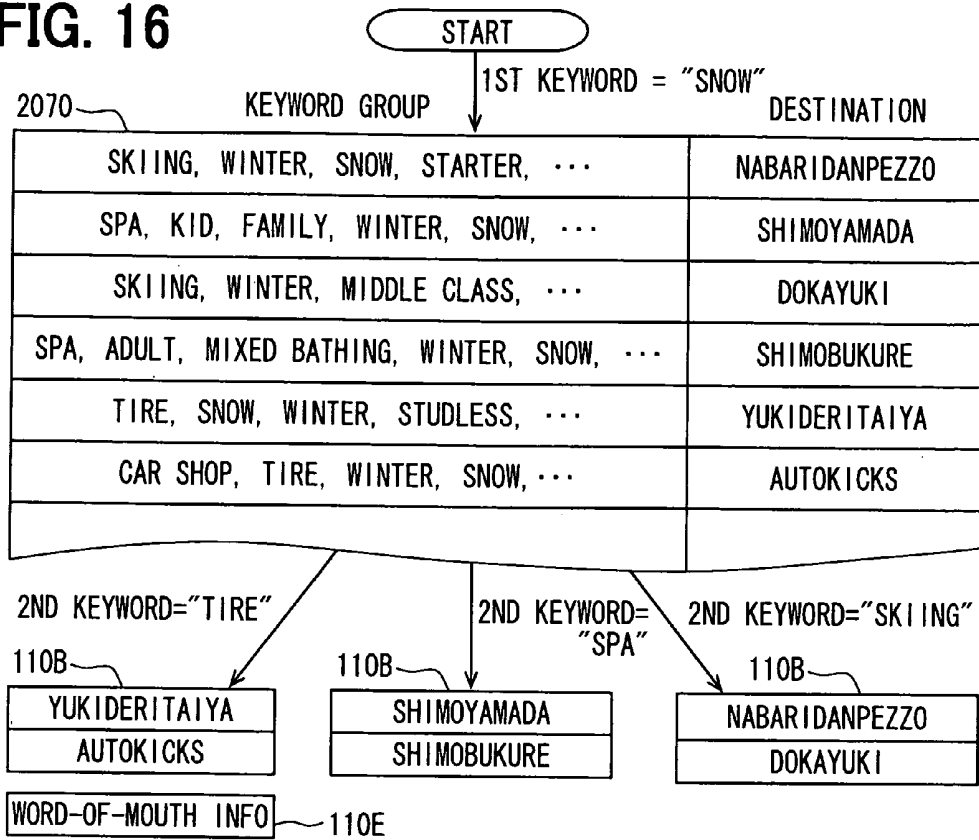 FIG. 16
START
1ST KEYWORD = "SNOW"
2070
KEYWORD GROUP
DESTINATION
SKIING, WINTER, SNOW, STARTER, ···
NABARIDANPEZZO
SPA, KID, FAMILY, WINTER, SNOW, ···
SHIMOYAMADA
SKIING, WINTER, MIDDLE CLASS, ···
DOKAYUKI
SPA, ADULT, MIXED BATHING, WINTER, SNOW, ···
SHIMOBUKURE
TIRE, SNOW, WINTER, STUDLESS, ···
YUKIDERITAIYA
CAR SHOP, TIRE, WINTER, SNOW, ···
AUTOKICKS
2ND KEYWORD="TIRE"
2ND KEYWORD=
"SPA"
2ND KEYWORD="SKIING"
110B
110B
110B
YUKIDERITAIYA
AUTOKICKS
SHIMOYAMADA
SHIMOBUKURE
NABARIDANPEZZO
DOKAYUKI
WORD-OF-MOUTH INFO
110E